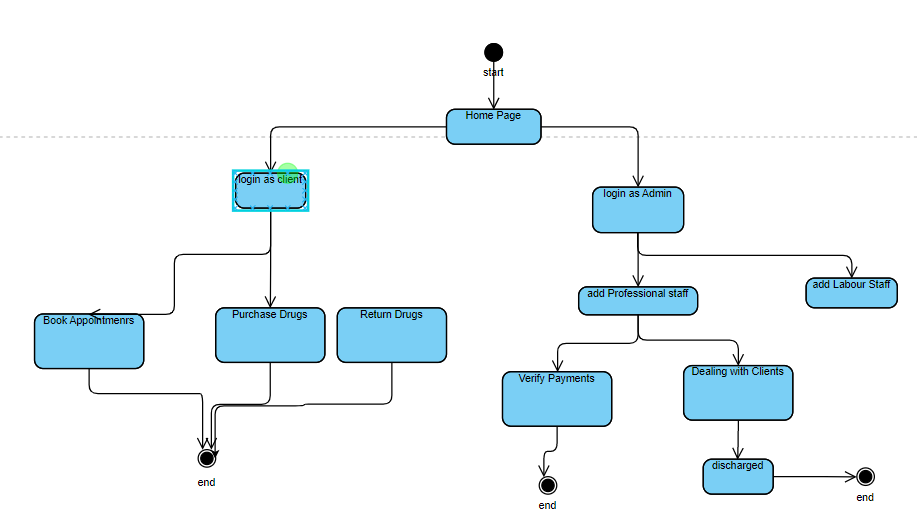 start
Home Page
login as client
login as Admin
add Professional staff
add Labour Staff
Book Appointmenrs
Purchase Drugs
Return Drugs
Verify Payments
Dealing with Clients
discharged
end
end
end